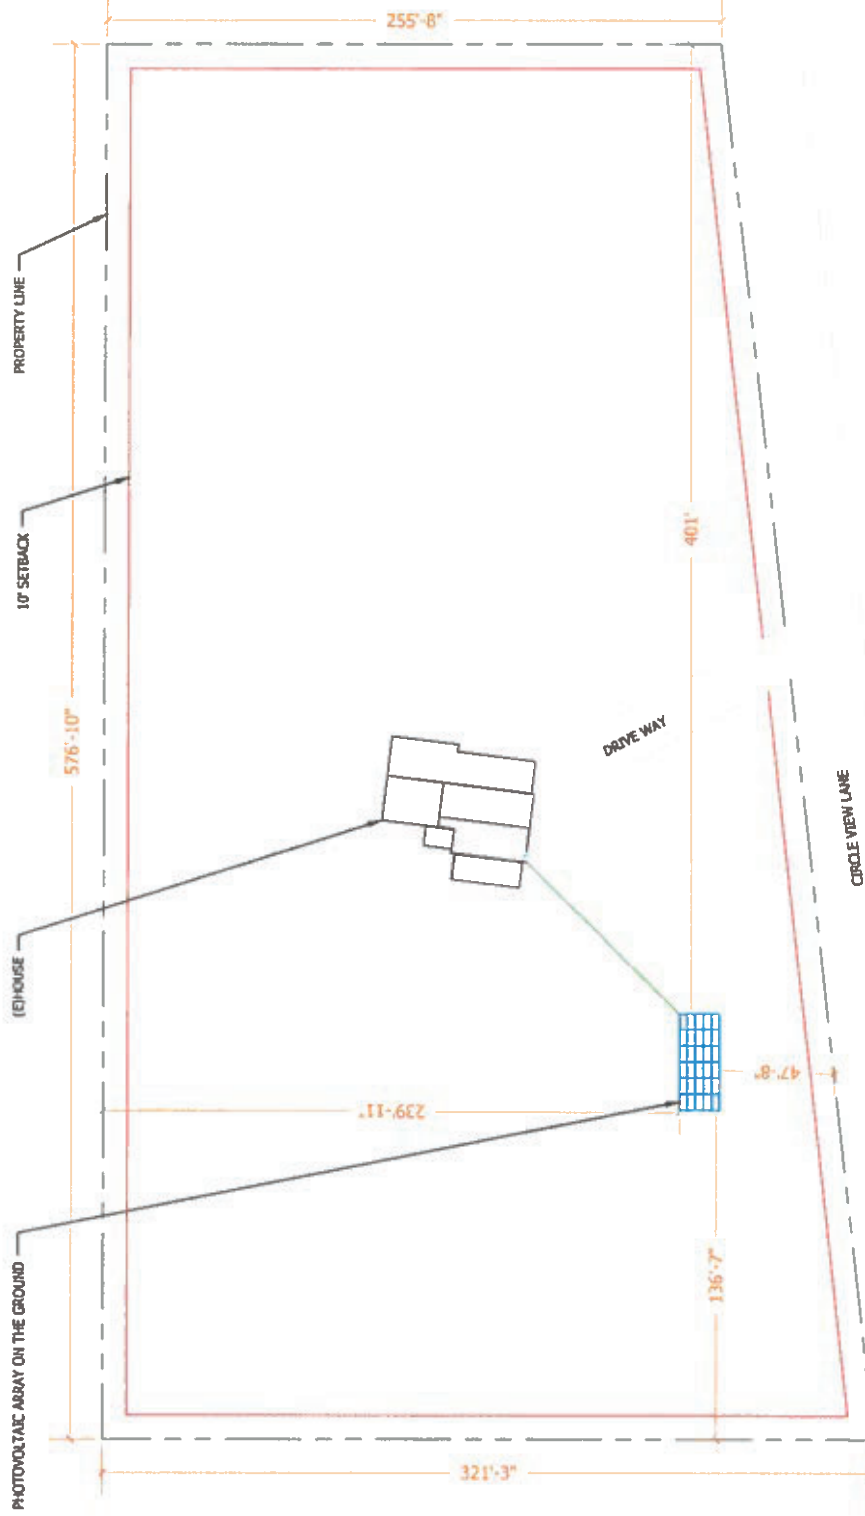 255'-8"
PROPERTY LINE
10' SETBACK
576'-10"
401'
DRIVE WAY
CIRCLE VIEW LANE
(E)HOUSE
47'-8"
239'-11"
PHOTOVOLTAIC ARRAY ON THE GROUND
136'-7"
321'-3"